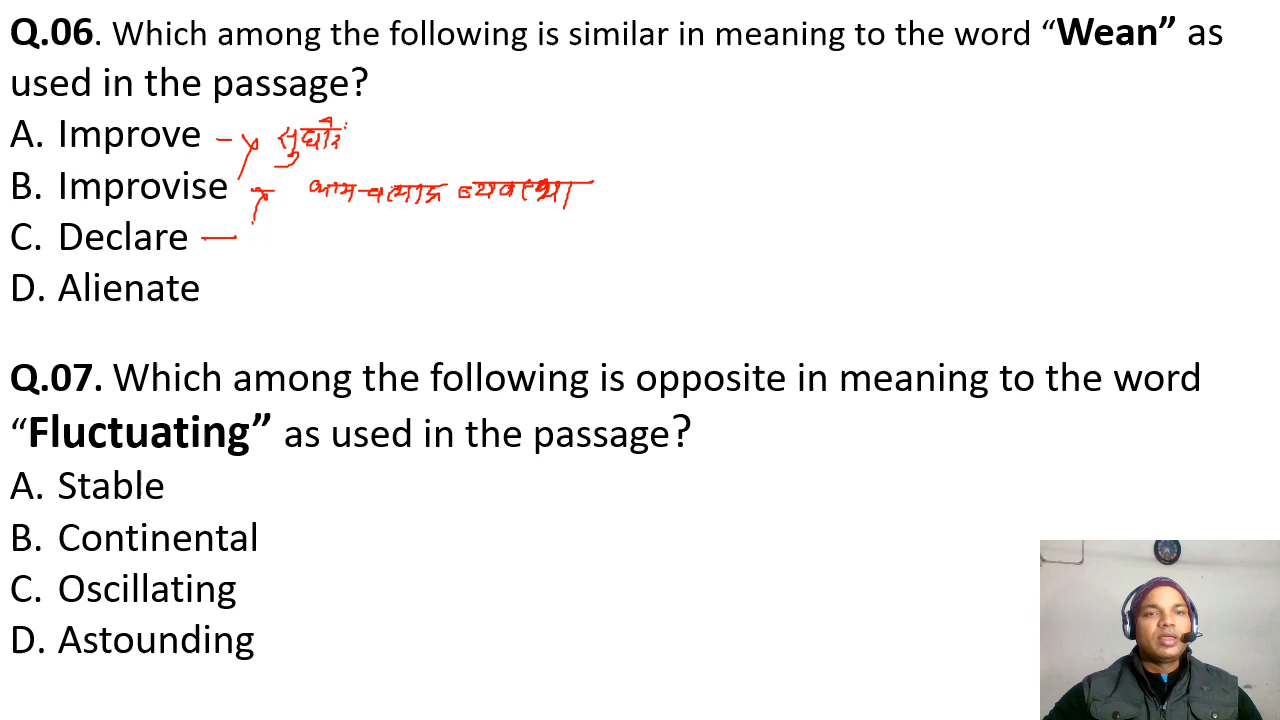 Q.06. Which among the following is similar in meaning to the word “Wean” as
used in the passage?
A. Improve – सुधार
B. Improvise काम चलाऊ व्यवस्था
C. Declare –
D. Alienate
Q.07. Which among the following is opposite in meaning to the word
“Fluctuating” as used in the passage?
A. Stable
B. Continental
C. Oscillating
D. Astounding